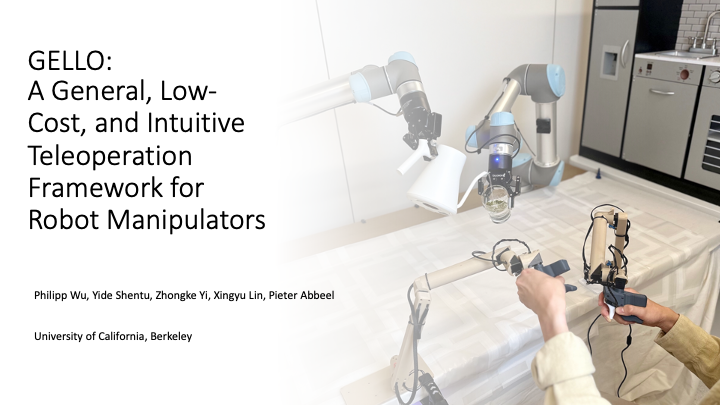 GELLO:
A General, Low-
Cost, and Intuitive
Teleoperation
Framework for
Robot Manipulators
Philipp Wu, Yide Shentu, Zhongke Yi, Xingyu Lin, Pieter Abbeel
University of California, Berkeley